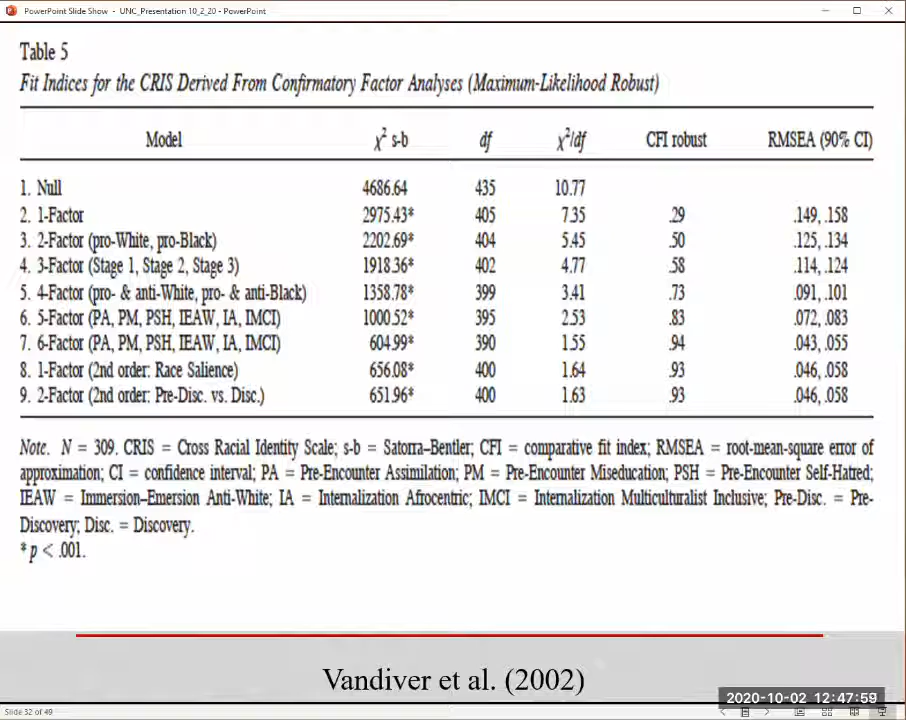 PowerPoint Slide Show - UNC_Presentation 10_2_20 - PowerPoint
Table 5
Fit Indices for the CRIS Derived From Confirmatory Factor Analyses (Maximum-Likelihood Robust)
Model χ² s-b df χ²/df CFI robust RMSEA (90% CI)
1. Null 4686.64 435 10.77
2. 1-Factor 2975.43* 405 7.35 .29 .149, .158
3. 2-Factor (pro-White, pro-Black) 2202.69* 404 5.45 .50 .125, .134
4. 3-Factor (Stage 1, Stage 2, Stage 3) 1918.36* 402 4.77 .58 .114, .124
5. 4-Factor (pro- & anti-White, pro- & anti-Black) 1358.78* 399 3.41 .73 .091, .101
6. 5-Factor (PA, PM, PSH, IEAW, IA, IMCI) 1000.52* 395 2.53 .83 .072, .083
7. 6-Factor (PA, PM, PSH, IEAW, IA, IMCI) 604.99* 390 1.55 .94 .043, .055
8. 1-Factor (2nd order: Race Salience) 656.08* 400 1.64 .93 .046, .058
9. 2-Factor (2nd order: Pre-Disc. vs. Disc.) 651.96* 400 1.63 .93 .046, .058
Note. N = 309. CRIS = Cross Racial Identity Scale; s-b = Satorra–Bentler; CFI = comparative fit index; RMSEA = root-mean-square error of
approximation; CI = confidence interval; PA = Pre-Encounter Assimilation; PM = Pre-Encounter Miseducation; PSH = Pre-Encounter Self-Hatred;
IEAW = Immersion–Emersion Anti-White; IA = Internalization Afrocentric; IMCI = Internalization Multiculturalist Inclusive; Pre-Disc. = Pre-
Discovery; Disc. = Discovery.
* p < .001.
Vandiver et al. (2002)
2020-10-02 12:47:59
Slide 32 of 49